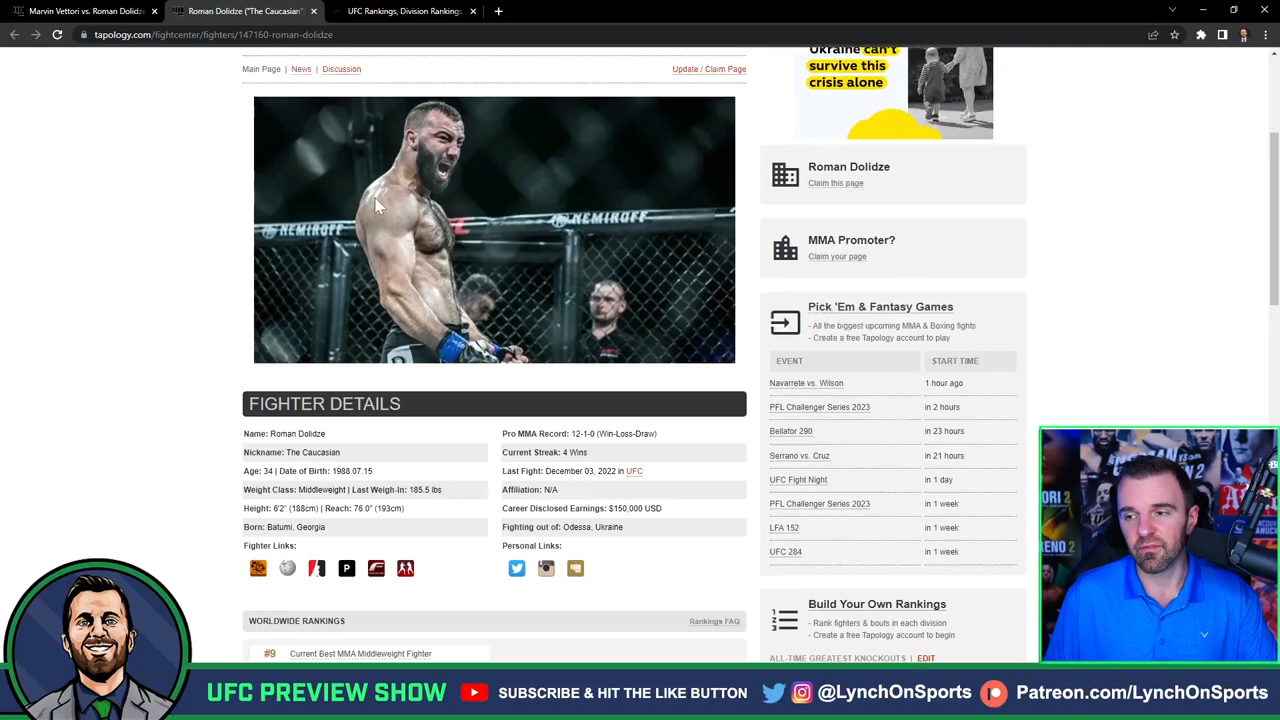 Marvin Vettori vs. Roman Dolidze
Roman Dolidze ("The Caucasian"
UFC Rankings, Division Rankings,
tapology.com/fightcenter/fighters/147160-roman-dolidze
Main Page | News | Discussion
Update / Claim Page
Ukraine can't
survive this
crisis alone
NEMIROFF
NEMIROFF
Roman Dolidze
Claim this page
MMA Promoter?
Claim your page
Pick 'Em & Fantasy Games
- All the biggest upcoming MMA & Boxing fights
- Create a free Tapology account to play
EVENT START TIME
Navarrete vs. Wilson 1 hour ago
PFL Challenger Series 2023 in 2 hours
Bellator 290 in 23 hours
Serrano vs. Cruz in 21 hours
UFC Fight Night in 1 day
PFL Challenger Series 2023 in 1 week
LFA 152 in 1 week
UFC 284 in 1 week
FIGHTER DETAILS
Name: Roman Dolidze
Pro MMA Record: 12-1-0 (Win-Loss-Draw)
Nickname: The Caucasian
Current Streak: 4 Wins
Age: 34 | Date of Birth: 1988.07.15
Last Fight: December 03, 2022 in UFC
Weight Class: Middleweight | Last Weigh-In: 185.5 lbs
Affiliation: N/A
Height: 6'2" (188cm) | Reach: 76.0" (193cm)
Career Disclosed Earnings: $150,000 USD
Born: Batumi, Georgia
Fighting out of: Odessa, Ukraine
Fighter Links:
Personal Links:
P
WORLDWIDE RANKINGS
Rankings FAQ
#9 Current Best MMA Middleweight Fighter
Build Your Own Rankings
- Rank fighters & bouts in each division
- Create a free Tapology account to begin
ALL-TIME GREATEST KNOCKOUTS | EDIT
UFC PREVIEW SHOW
SUBSCRIBE & HIT THE LIKE BUTTON
@LynchOnSports
Patreon.com/LynchOnSports